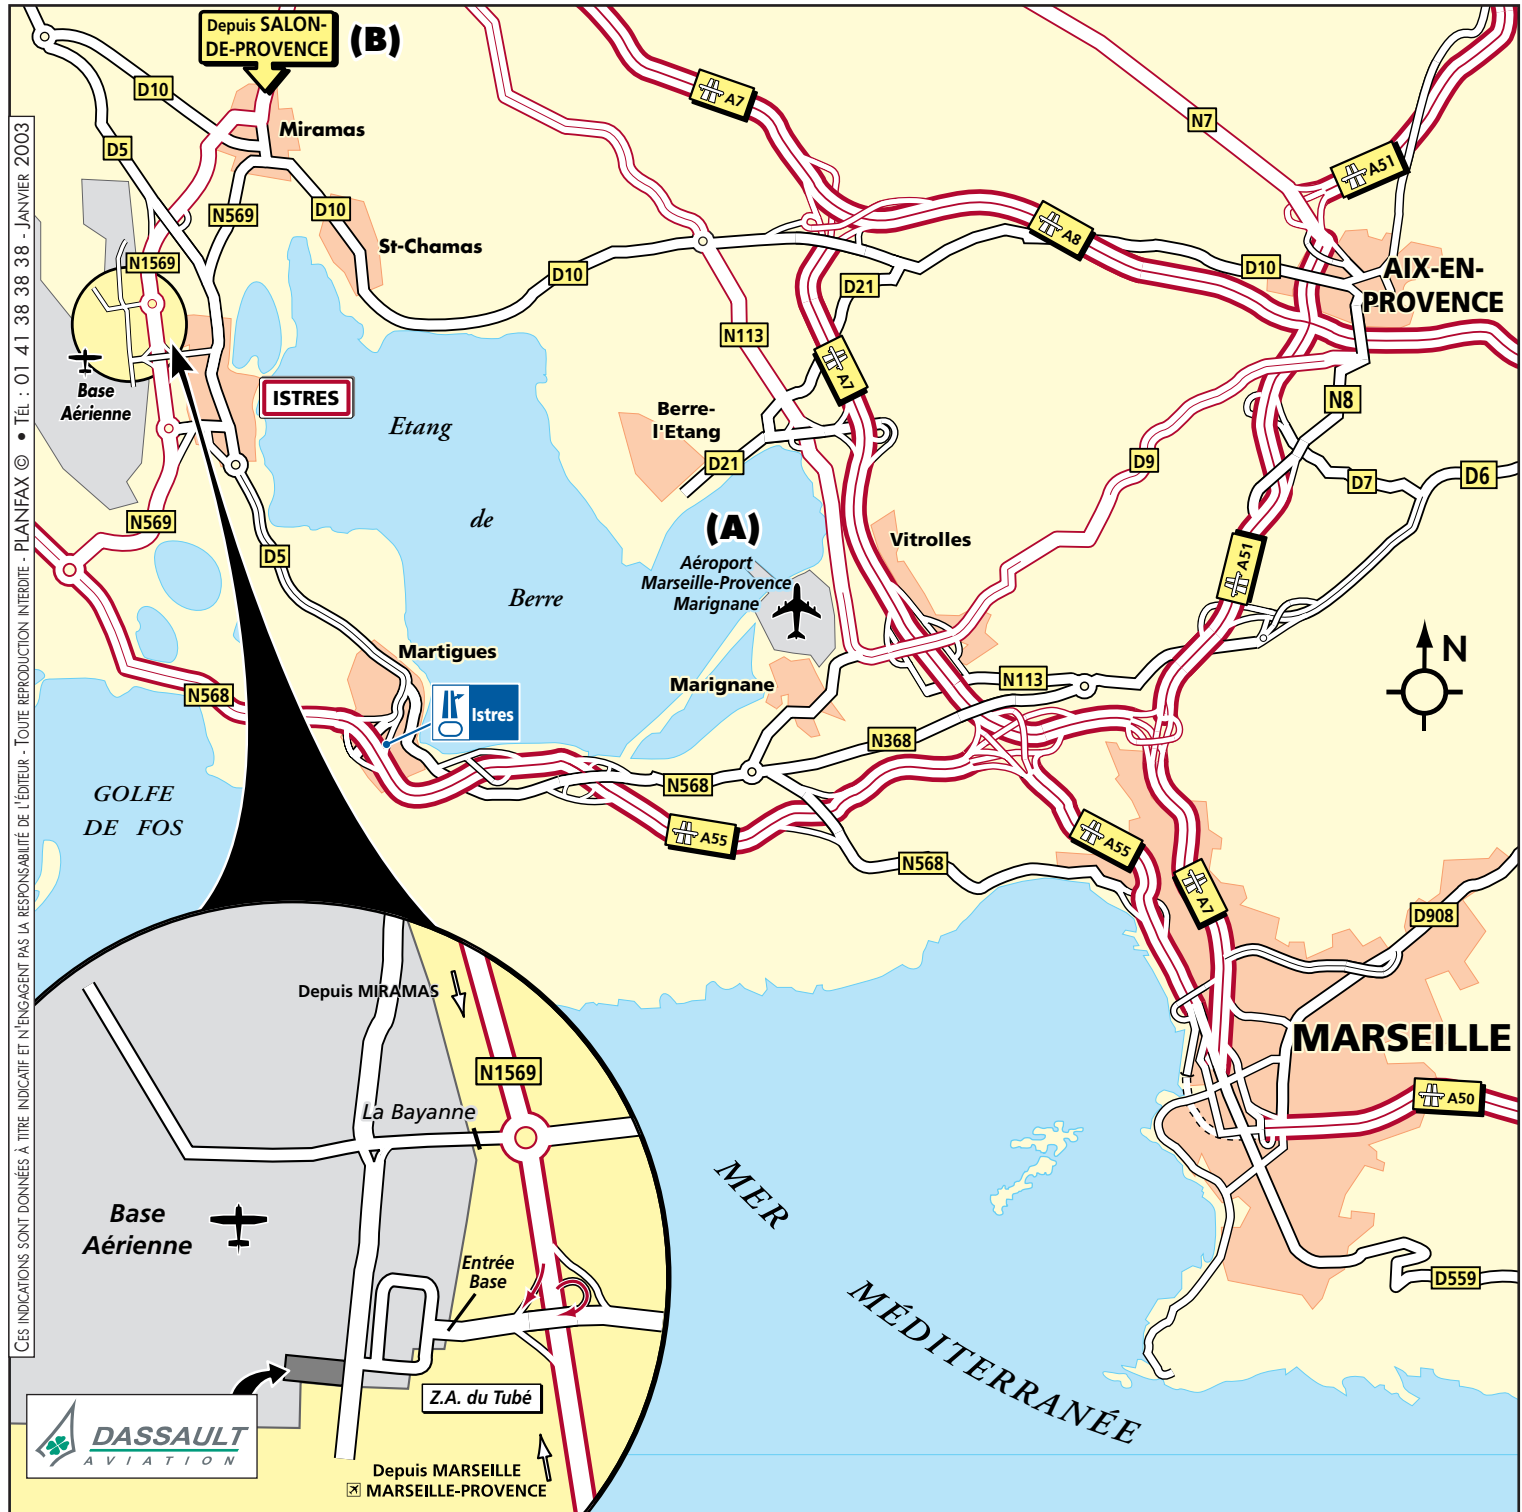 Depuis SALON-
DE-PROVENCE
(B)
A7
N7
A51
D10
Miramas
D5
N569
D10
St-Chamas
A8
N1569
D10
D21
D10
AIX-EN-
PROVENCE
N113
A7
Base
Aérienne
ISTRES
Etang
de
Berre
Berre-
l'Etang
D21
N8
D9
D7
D6
N569
D5
(A)
Aéroport
Marseille-Provence
Marignane
Vitrolles
A51
Martigues
Marignane
N113
N
N568
Istres
N368
N568
GOLFE
DE FOS
A55
A55
N568
A7
D908
MARSEILLE
A50
D559
MER
MÉDITERRANÉE
Depuis MIRAMAS
N1569
La Bayanne
Base
Aérienne
Entrée
Base
Z.A. du Tubé
DASSAULT
AVIATION
Depuis MARSEILLE
MARSEILLE-PROVENCE
CES INDICATIONS SONT DONNÉES À TITRE INDICATIF ET N'ENGAGENT PAS LA RESPONSABILITÉ DE L'ÉDITEUR - TOUTE REPRODUCTION INTERDITE - PLANFAX © • TÉL : 01 41 38 38 38 - JANVIER 2003